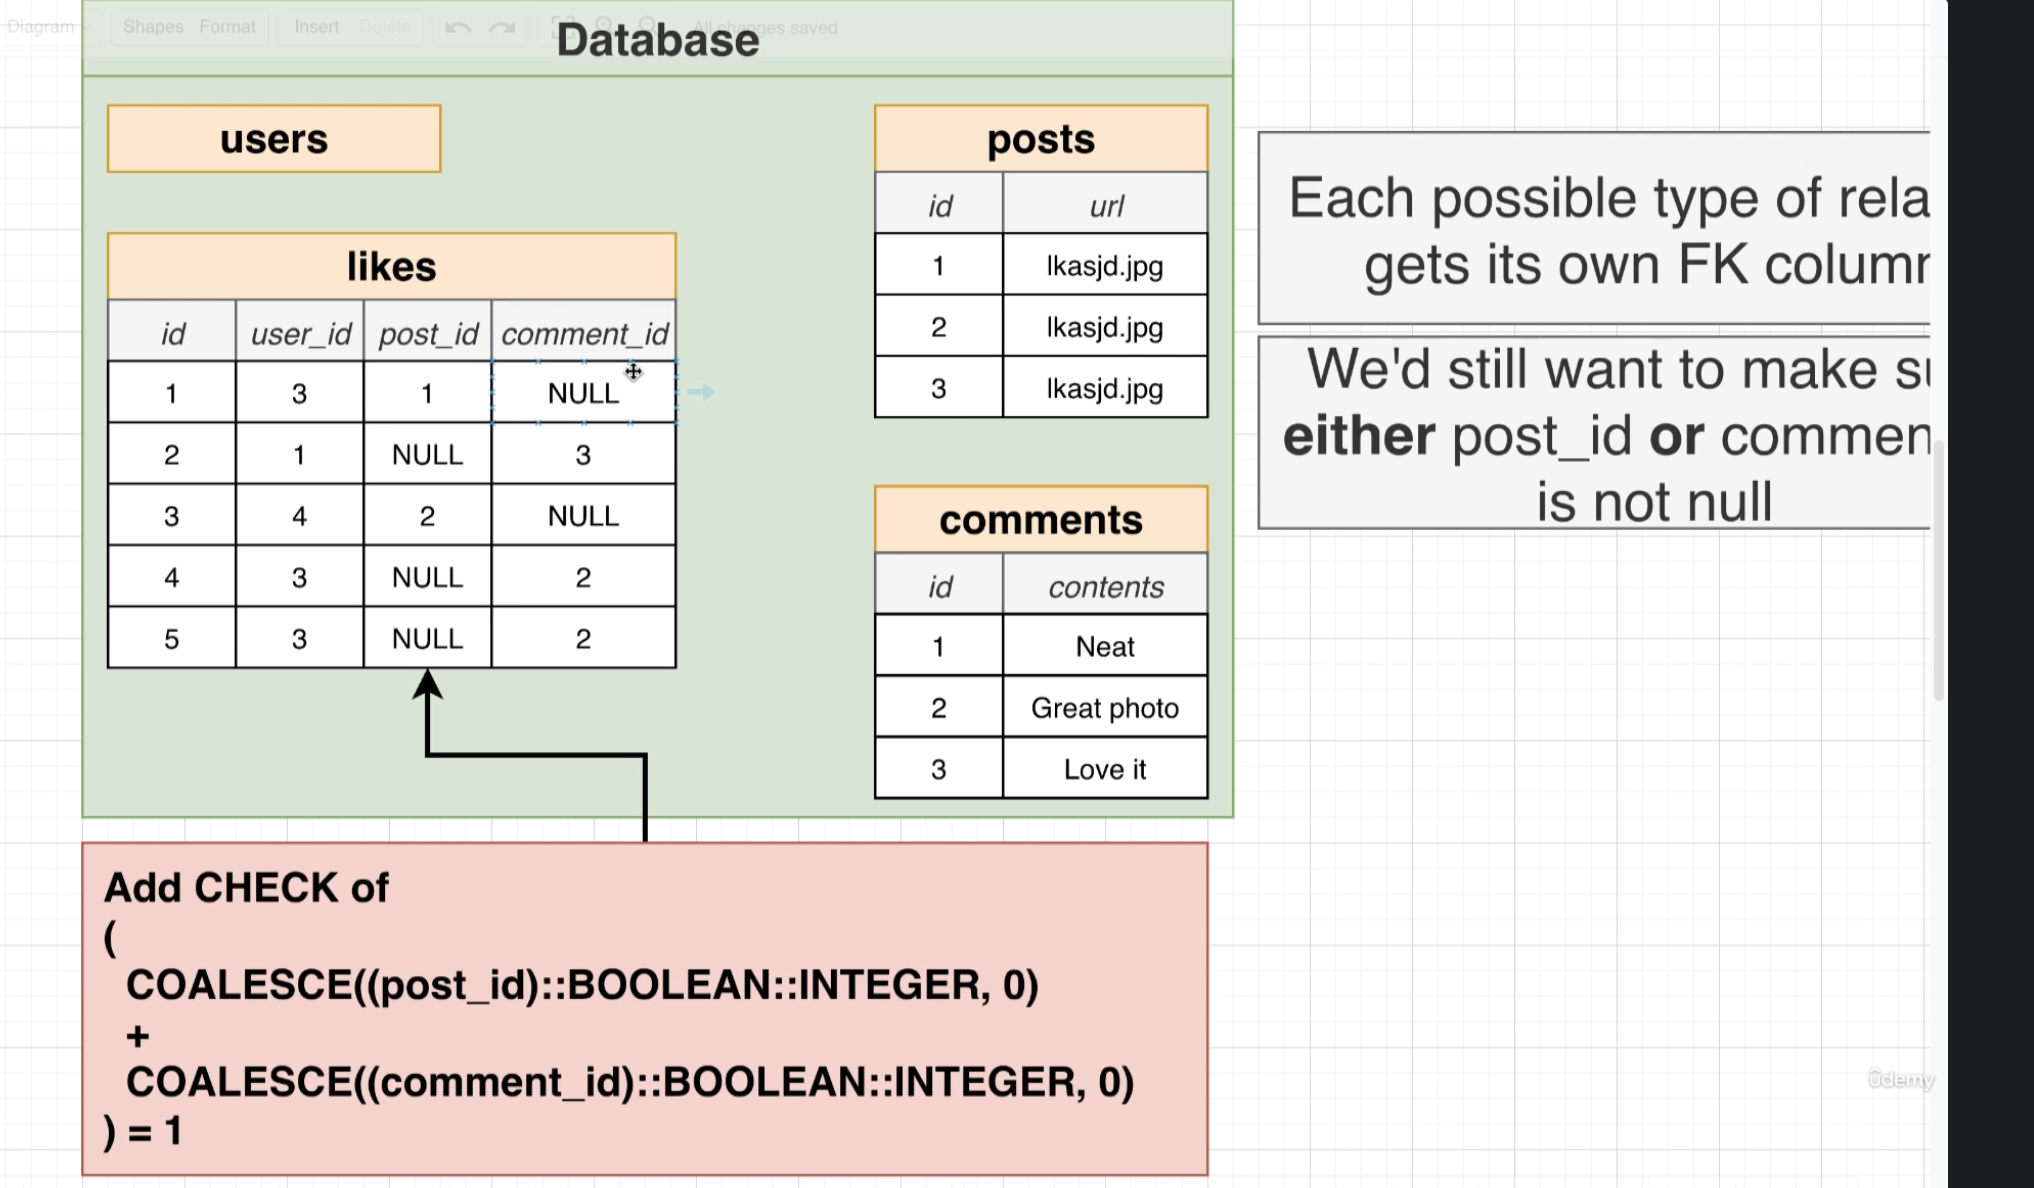 Diagram
Shapes Format
Insert Delete
All changes saved
Database
users
likes
id user_id post_id comment_id
1 3 1 NULL
2 1 NULL 3
3 4 2 NULL
4 3 NULL 2
5 3 NULL 2
posts
id url
1 lkasjd.jpg
2 lkasjd.jpg
3 lkasjd.jpg
comments
id contents
1 Neat
2 Great photo
3 Love it
Each possible type of rela
gets its own FK column
We'd still want to make su
either post_id or commen
is not null
Add CHECK of
(
COALESCE((post_id)::BOOLEAN::INTEGER, 0)
+
COALESCE((comment_id)::BOOLEAN::INTEGER, 0)
) = 1
ûdemy